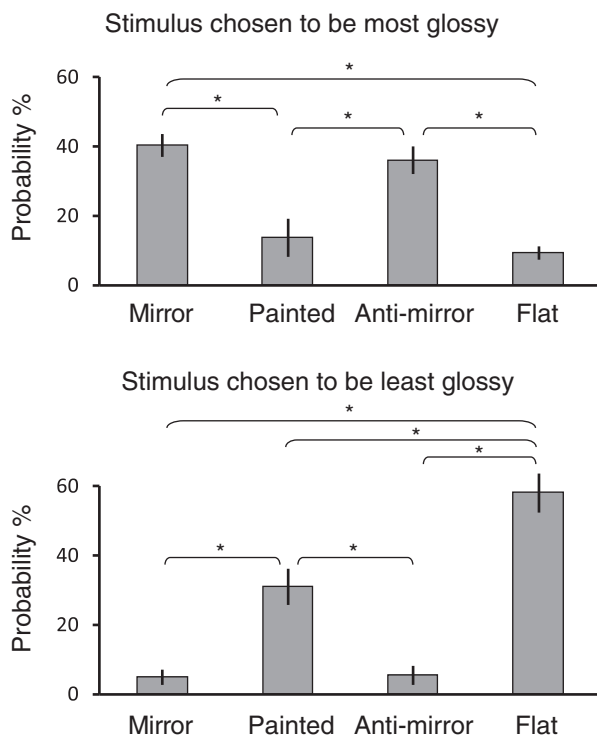 Stimulus chosen to be most glossy
*
*
*
*
Probability %
60
40
20
0
Mirror Painted Anti-mirror Flat
Stimulus chosen to be least glossy
*
*
*
*
*
Probability %
60
40
20
0
Mirror Painted Anti-mirror Flat